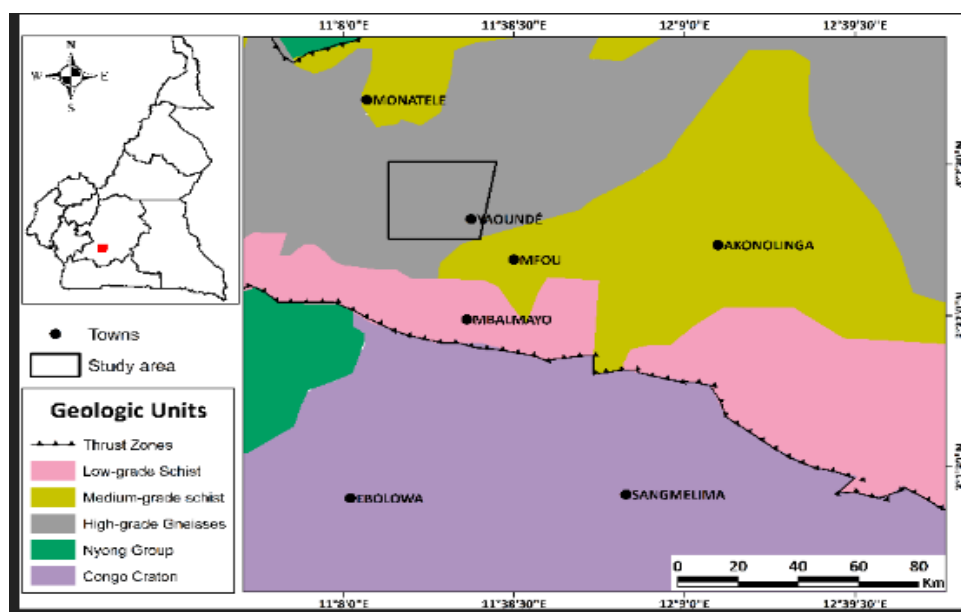 11°8'0"E 11°38'30"E 12°9'0"E 12°39'30"E
N
W E
S
MONATELE
YAOUNDÉ
AKONOLINGA
MFOU
MBALMAYO
EBOLOWA
SANGMELIMA
Towns
Study area
Geologic Units
Thrust Zones
Low-grade Schist
Medium-grade schist
High-grade Gneisses
Nyong Group
Congo Craton
0 20 40 60 80
Km
11°8'0"E 11°38'30"E 12°9'0"E 12°39'30"E